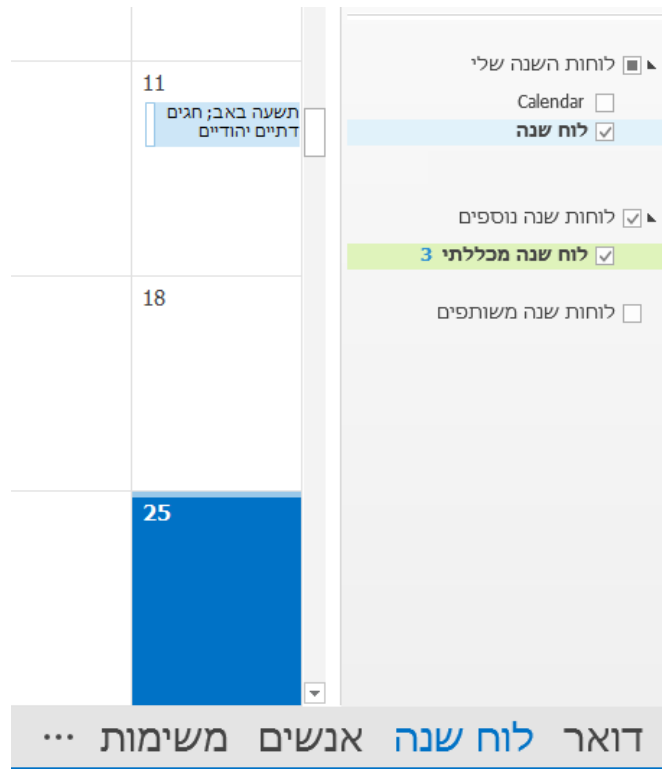 לוחות השנה שלי
Calendar
לוח שנה
לוחות שנה נוספים
לוח שנה מכללתי 3
לוחות שנה משותפים
11
תשעה באב; חגים
דתיים יהודיים
18
25
דואר לוח שנה אנשים משימות ...